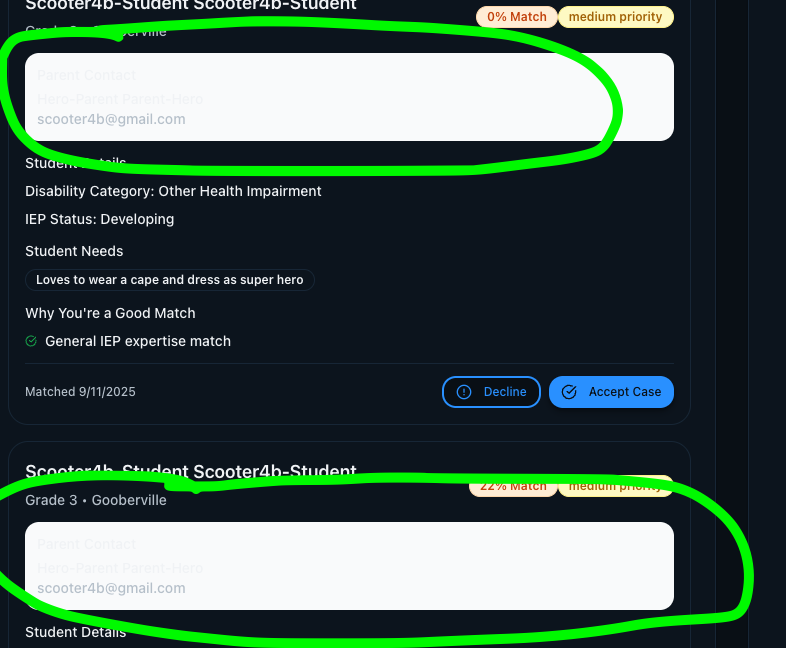 Scooter4b-Student Scooter4b-Student
0% Match
medium priority
Grade 3 • Gooberville
Parent Contact
Hero-Parent Parent-Hero
scooter4b@gmail.com
Student Details
Disability Category: Other Health Impairment
IEP Status: Developing
Student Needs
Loves to wear a cape and dress as super hero
Why You're a Good Match
General IEP expertise match
Matched 9/11/2025
Decline
Accept Case
Scooter4b-Student Scooter4b-Student
22% Match
medium priority
Grade 3 • Gooberville
Parent Contact
Hero-Parent Parent-Hero
scooter4b@gmail.com
Student Details